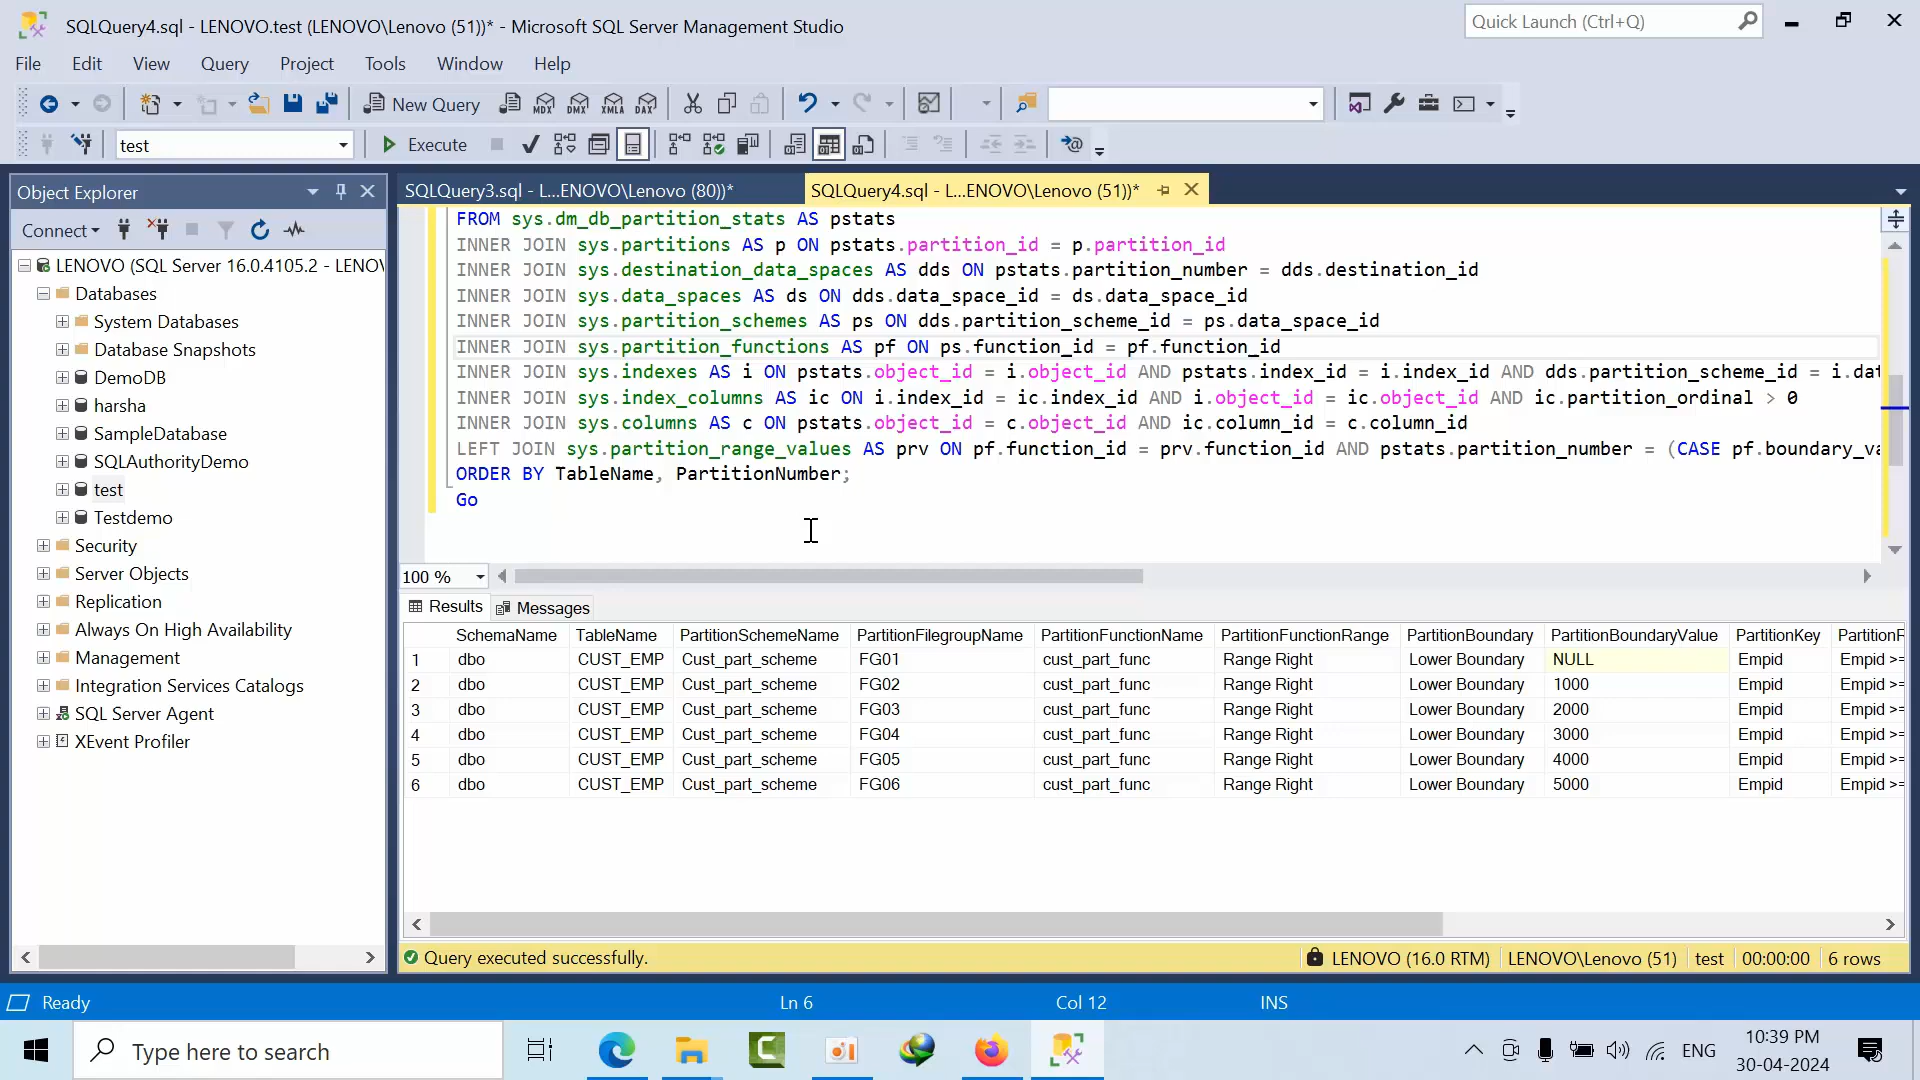 SQLQuery4.sql - LENOVO.test (LENOVO\Lenovo (51))* - Microsoft SQL Server Management Studio
Quick Launch (Ctrl+Q)
File Edit View Query Project Tools Window Help
New Query
MDX DMX XMLA DAX
test
Execute
Object Explorer
Connect
LENOVO (SQL Server 16.0.4105.2 - LENOV
Databases
System Databases
Database Snapshots
DemoDB
harsha
SampleDatabase
SQLAuthorityDemo
test
Testdemo
Security
Server Objects
Replication
Always On High Availability
Management
Integration Services Catalogs
SQL Server Agent
XEvent Profiler
SQLQuery3.sql - L...ENOVO\Lenovo (80))*
SQLQuery4.sql - L...ENOVO\Lenovo (51))*
FROM sys.dm_db_partition_stats AS pstats
INNER JOIN sys.partitions AS p ON pstats.partition_id = p.partition_id
INNER JOIN sys.destination_data_spaces AS dds ON pstats.partition_number = dds.destination_id
INNER JOIN sys.data_spaces AS ds ON dds.data_space_id = ds.data_space_id
INNER JOIN sys.partition_schemes AS ps ON dds.partition_scheme_id = ps.data_space_id
INNER JOIN sys.partition_functions AS pf ON ps.function_id = pf.function_id
INNER JOIN sys.indexes AS i ON pstats.object_id = i.object_id AND pstats.index_id = i.index_id AND dds.partition_scheme_id = i.dat
INNER JOIN sys.index_columns AS ic ON i.index_id = ic.index_id AND i.object_id = ic.object_id AND ic.partition_ordinal > 0
INNER JOIN sys.columns AS c ON pstats.object_id = c.object_id AND ic.column_id = c.column_id
LEFT JOIN sys.partition_range_values AS prv ON pf.function_id = prv.function_id AND pstats.partition_number = (CASE pf.boundary_va
ORDER BY TableName, PartitionNumber;
Go
100 %
Results Messages
SchemaName TableName PartitionSchemeName PartitionFilegroupName PartitionFunctionName PartitionFunctionRange PartitionBoundary PartitionBoundaryValue PartitionKey PartitionR
1 dbo CUST_EMP Cust_part_scheme FG01 cust_part_func Range Right Lower Boundary NULL Empid Empid >=
2 dbo CUST_EMP Cust_part_scheme FG02 cust_part_func Range Right Lower Boundary 1000 Empid Empid >=
3 dbo CUST_EMP Cust_part_scheme FG03 cust_part_func Range Right Lower Boundary 2000 Empid Empid >=
4 dbo CUST_EMP Cust_part_scheme FG04 cust_part_func Range Right Lower Boundary 3000 Empid Empid >=
5 dbo CUST_EMP Cust_part_scheme FG05 cust_part_func Range Right Lower Boundary 4000 Empid Empid >=
6 dbo CUST_EMP Cust_part_scheme FG06 cust_part_func Range Right Lower Boundary 5000 Empid Empid >=
Query executed successfully.
LENOVO (16.0 RTM) LENOVO\Lenovo (51) test 00:00:00 6 rows
Ready
Ln 6 Col 12 INS
Type here to search
ENG
10:39 PM
30-04-2024